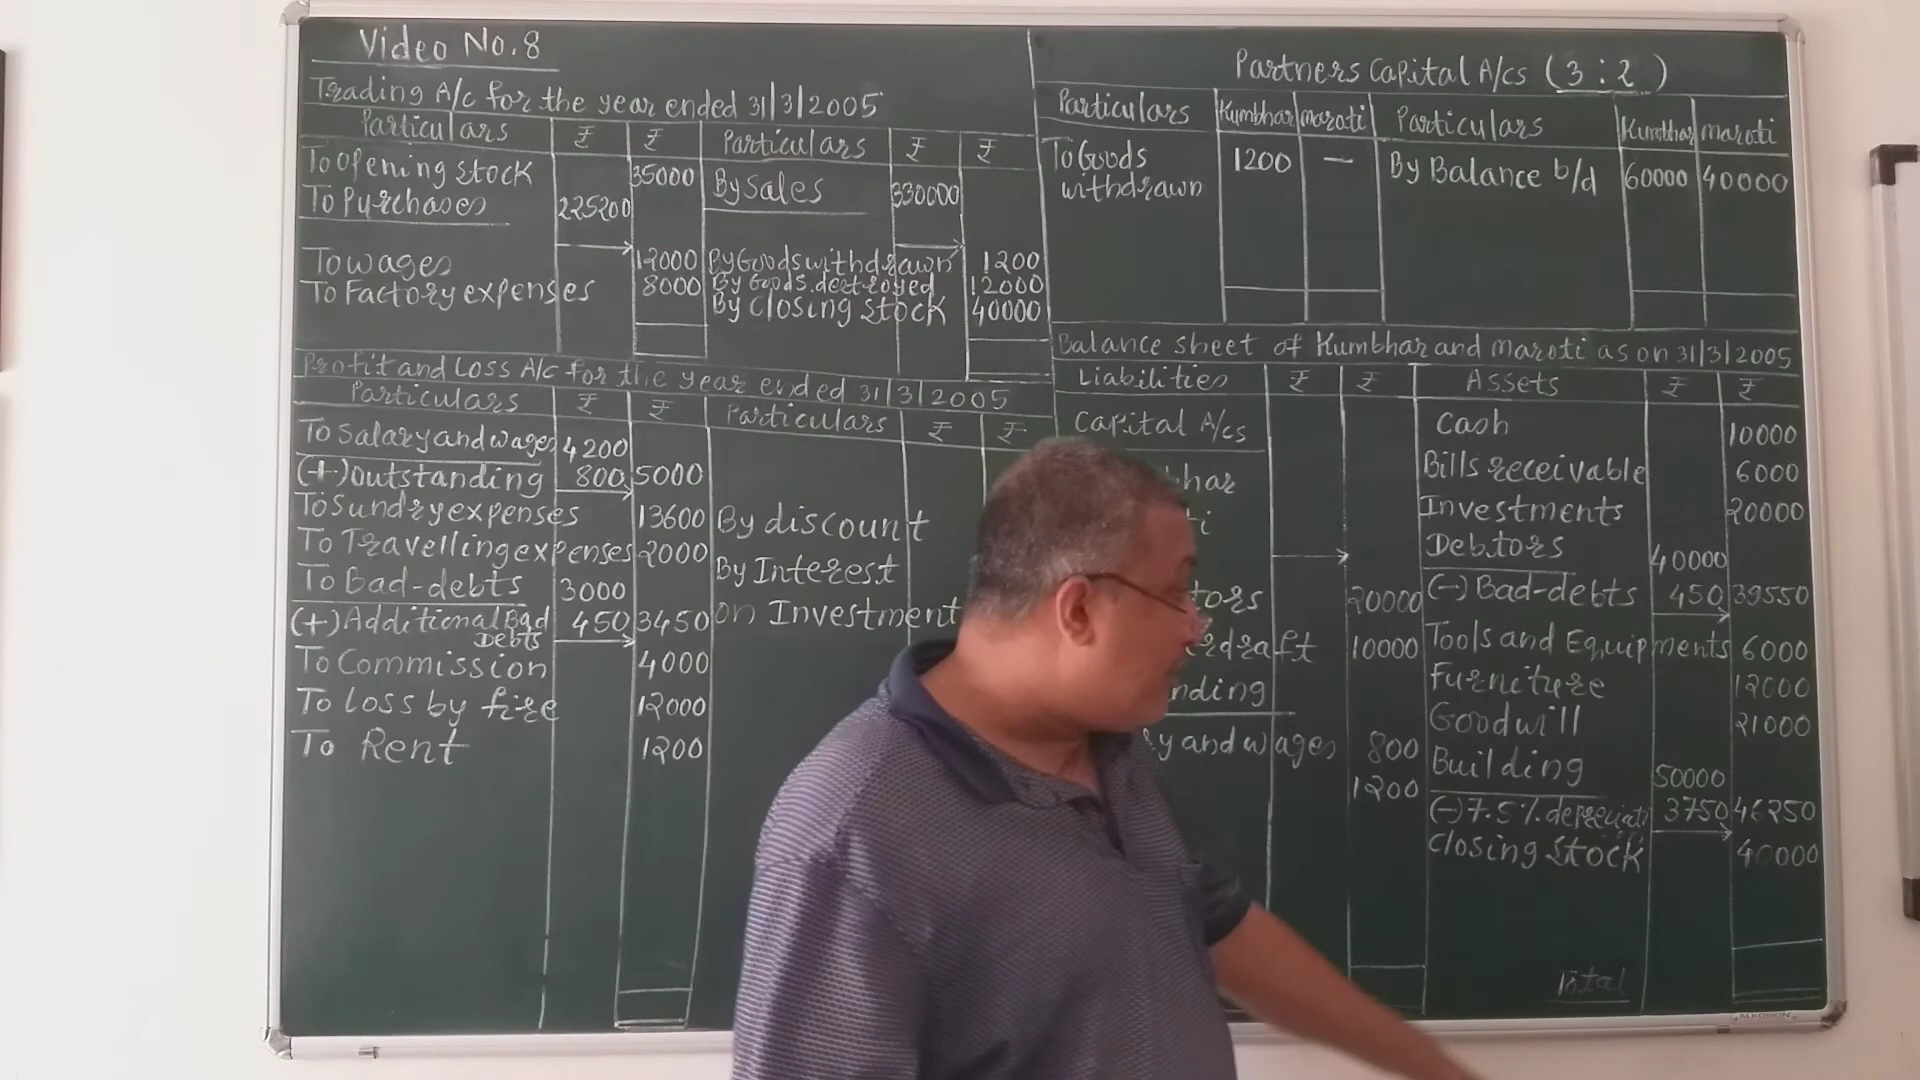 Video No.8
Trading A/c for the year ended 31/3/2005
Particulars ₹ ₹ Particulars ₹ ₹
To Opening stock 35000 By Sales 330000
To Purchases 225200
To wages 12000 By Goods withdrawn 1200
To Factory expenses 8000 By Goods destroyed 12000
By Closing stock 40000
Profit and Loss A/c for the year ended 31/3/2005
Particulars ₹ ₹ Particulars ₹ ₹
To Salary and wages 4200
(+) Outstanding 800 5000
To Sundry expenses 13600 By discount
To Travelling expenses 2000 By Interest
To Bad-debts 3000
(+) Additional Bad Debts 450 3450 on Investment
To Commission 4000
To Loss by fire 12000
To Rent 1200
Partners Capital A/cs (3:2)
Particulars Kumbhar maroti Particulars Kumbhar maroti
To Goods withdrawn 1200 — By Balance b/d 60000 40000
Balance sheet of Kumbhar and Maroti as on 31/3/2005
Liabilities ₹ ₹ Assets ₹ ₹
Capital A/cs Cash 10000
Bills receivable 6000
Investments 20000
Debtors 40000
20000 (-) Bad-debts 450 39550
10000 Tools and Equipments 6000
Furniture 12000
Goodwill 21000
and wages 800 Building 50000
1200 (-) 7.5% 3750 46250
Closing Stock 40000
Total